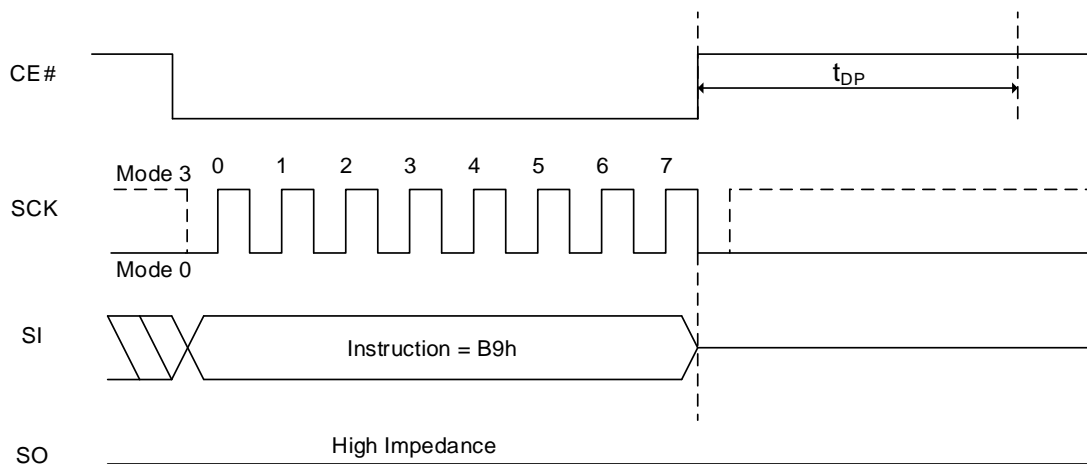 CE#
tDP
Mode 3
0 1 2 3 4 5 6 7
SCK
Mode 0
SI
Instruction = B9h
SO
High Impedance